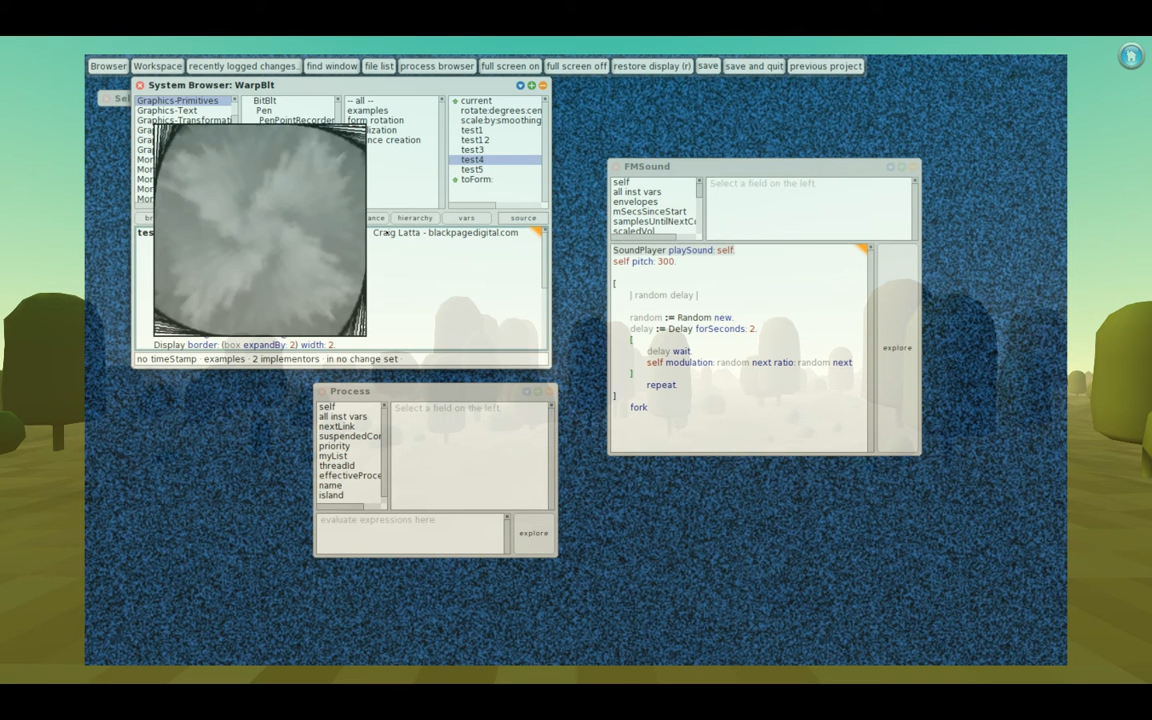 Browser
Workspace
recently logged changes..
find window
file list
process browser
full screen on
full screen off
restore display (r)
save
save and quit
previous project
System Browser: WarpBlt
Graphics-Primitives
Graphics-Text
Graphics-Transformati
BitBlt
Pen
PenPointRecorder
-- all --
examples
form rotation
nce creation
current
rotate:degrees:cen
scale:by:smoothing
test1
test12
test3
test4
test5
toForm:
hierarchy
vars
source
tes
Craig Latta - blackpagedigital.com
Display border: (box expandBy: 2) width: 2.
no timeStamp · examples · 2 implementors · in no change set ·
FMSound
self
all inst vars
envelopes
mSecsSinceStart
samplesUntilNextCo
scaledVol
Select a field on the left.
SoundPlayer playSound: self.
self pitch: 300.
[
| random delay |
random := Random new.
delay := Delay forSeconds: 2.
[
delay wait.
self modulation: random next ratio: random next
]
repeat.
]
fork
explore
Process
self
all inst vars
nextLink
suspendedCon
priority
myList
threadId
effectiveProce
name
island
Select a field on the left.
evaluate expressions here
explore